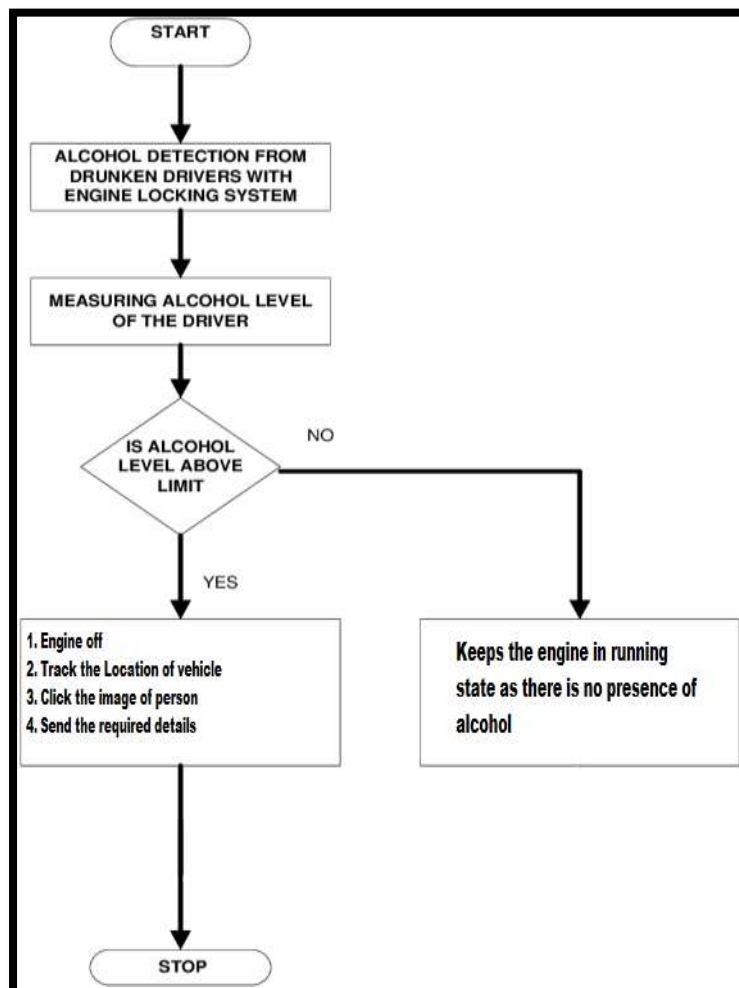 START
ALCOHOL DETECTION FROM
DRUNKEN DRIVERS WITH
ENGINE LOCKING SYSTEM
MEASURING ALCOHOL LEVEL
OF THE DRIVER
IS ALCOHOL
LEVEL ABOVE
LIMIT
NO
YES
1. Engine off
2. Track the Location of vehicle
3. Click the image of person
4. Send the required details
Keeps the engine in running
state as there is no presence of
alcohol
STOP